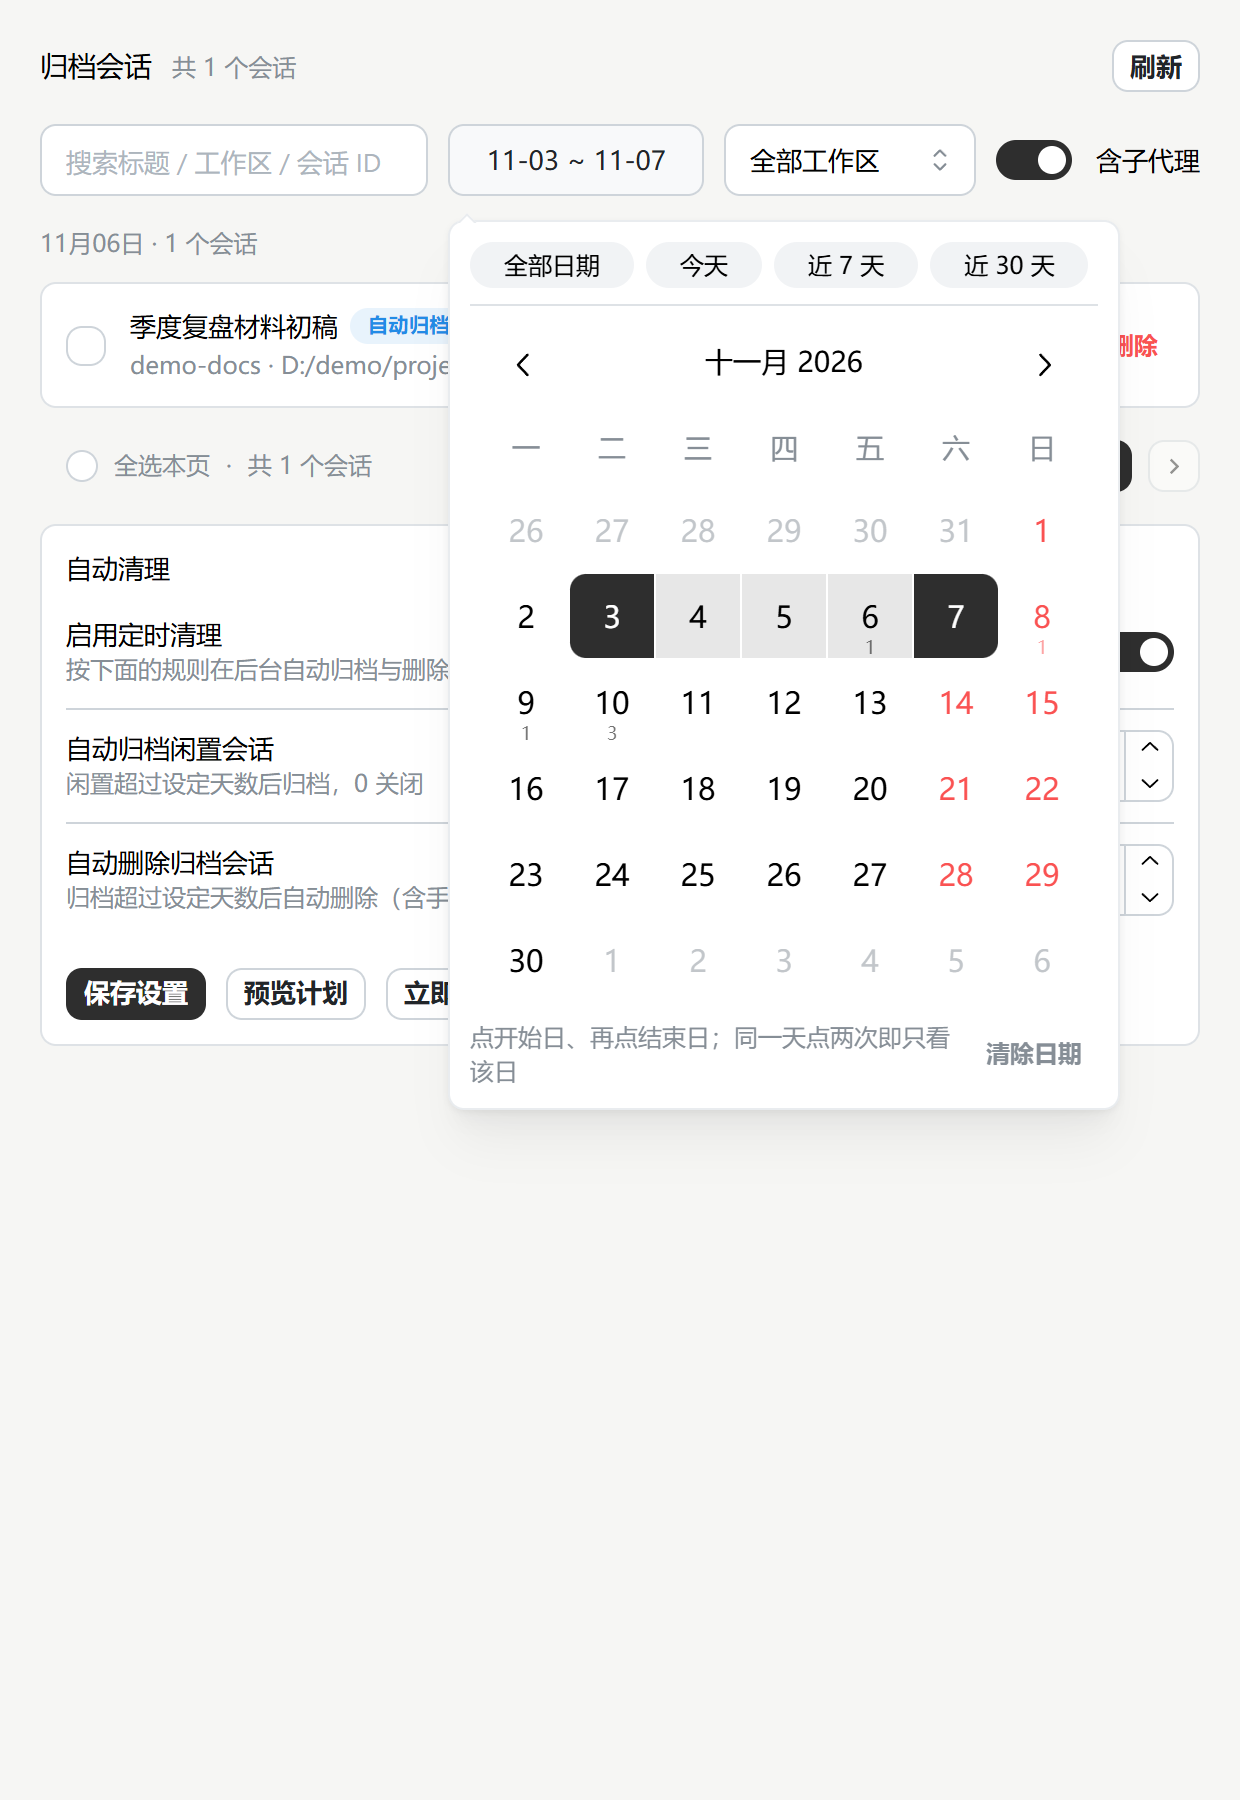 归档会话 共 1 个会话 刷新
搜索标题 / 工作区 / 会话 ID 11-03 ~ 11-07 全部工作区 含子代理
11月06日 · 1 个会话
季度复盘材料初稿 自动归档
demo-docs · D:/demo/proje
删除
全选本页 · 共 1 个会话
自动清理
启用定时清理
按下面的规则在后台自动归档与删除
自动归档闲置会话
闲置超过设定天数后归档，0 关闭
自动删除归档会话
归档超过设定天数后自动删除（含手
保存设置 预览计划 立即
全部日期 今天 近 7 天 近 30 天
十一月 2026
一 二 三 四 五 六 日
26 27 28 29 30 31 1
2 3 4 5 6 7 8
1 1
9 10 11 12 13 14 15
1 3
16 17 18 19 20 21 22
23 24 25 26 27 28 29
30 1 2 3 4 5 6
点开始日、再点结束日；同一天点两次即只看
该日
清除日期